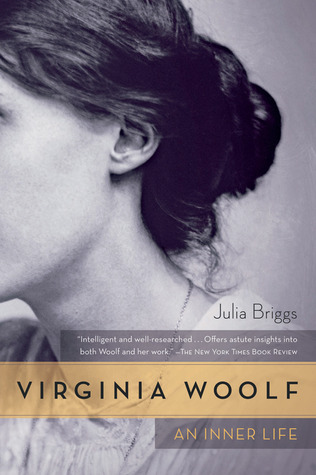 Julia Briggs
“Intelligent and well-researched . . . Offers astute insights into
both Woolf and her work.” —THE NEW YORK TIMES BOOK REVIEW
VIRGINIA WOOLF
AN INNER LIFE